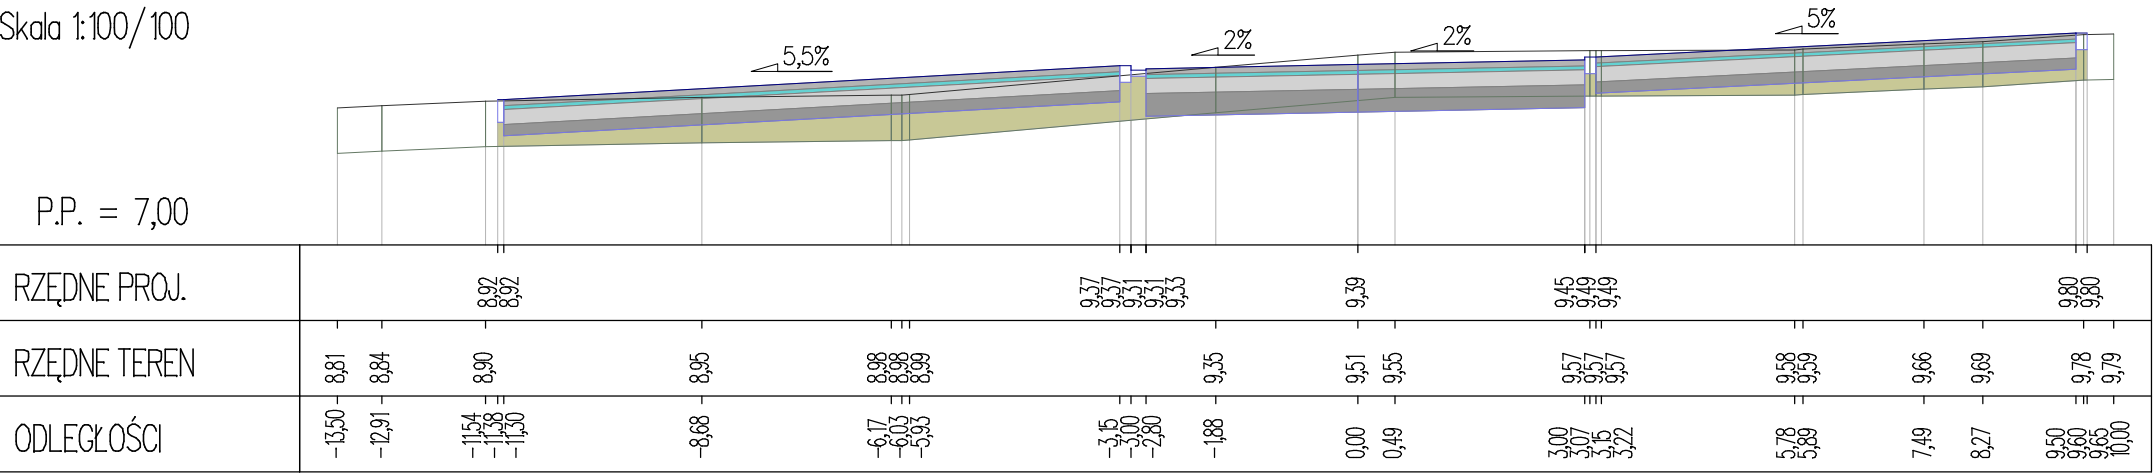 Skala 1:100/100
5,5%
2%
2%
5%
P.P. = 7,00
RZĘDNE PROJ. 8,92 8,92 9,37 9,37 9,31 9,31 9,33 9,39 9,45 9,49 9,49 9,80 9,80
RZĘDNE TEREN 8,81 8,84 8,90 8,95 8,98 8,98 8,99 9,35 9,51 9,55 9,57 9,57 9,57 9,58 9,59 9,66 9,69 9,78 9,79
ODLEGŁOŚCI -13,50 -12,91 -11,54 -11,38 -11,30 -8,68 -6,17 -6,03 -5,93 -3,15 -3,00 -2,80 -1,88 0,00 0,49 3,00 3,07 3,15 3,22 5,78 5,89 7,49 8,27 9,50 9,60 9,65 10,00